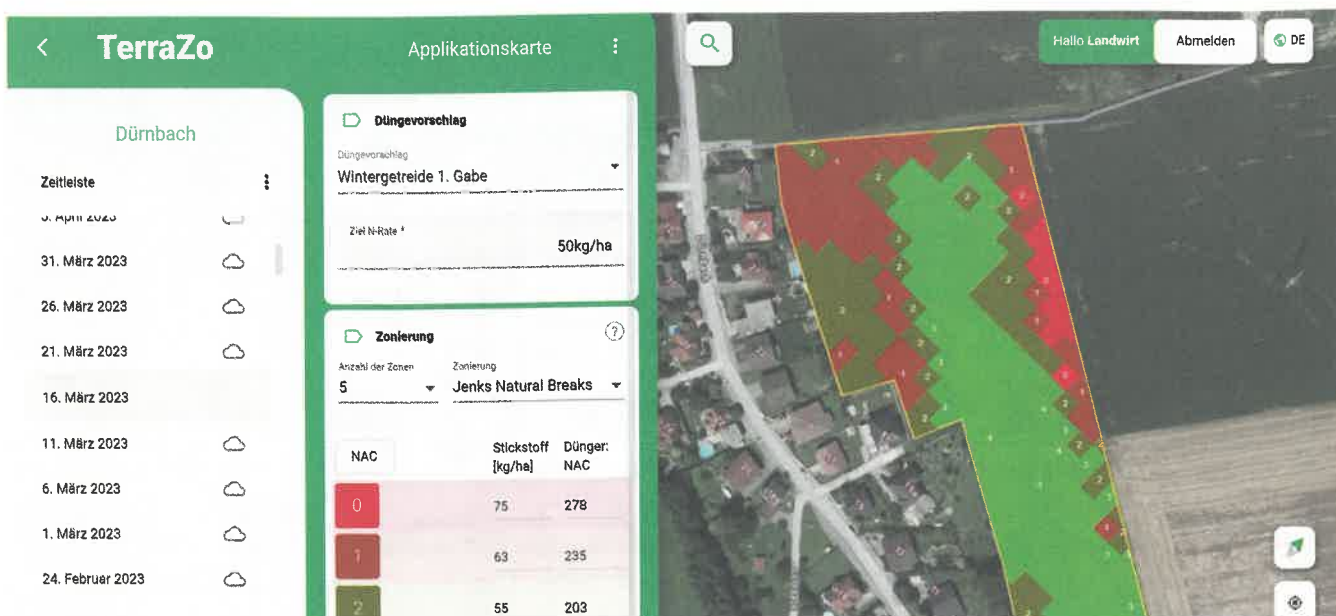 TerraZo
Applikationskarte
Hallo Landwirt
Abmelden
DE
Dürnbach
Zeitleiste
3. April 2023
31. März 2023
26. März 2023
21. März 2023
16. März 2023
11. März 2023
6. März 2023
1. März 2023
24. Februar 2023
Düngevorschlag
Düngevorschlag
Wintergetreide 1. Gabe
Ziel N-Rate *
50kg/ha
Zonierung
?
Anzahl der Zonen Zonierung
5 Jenks Natural Breaks
NAC Stickstoff Dünger:
[kg/ha] NAC
0 75 278
1 63 235
2 55 203